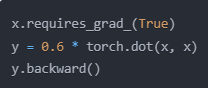 x.requires_grad_(True)
y = 0.6 * torch.dot(x, x)
y.backward()